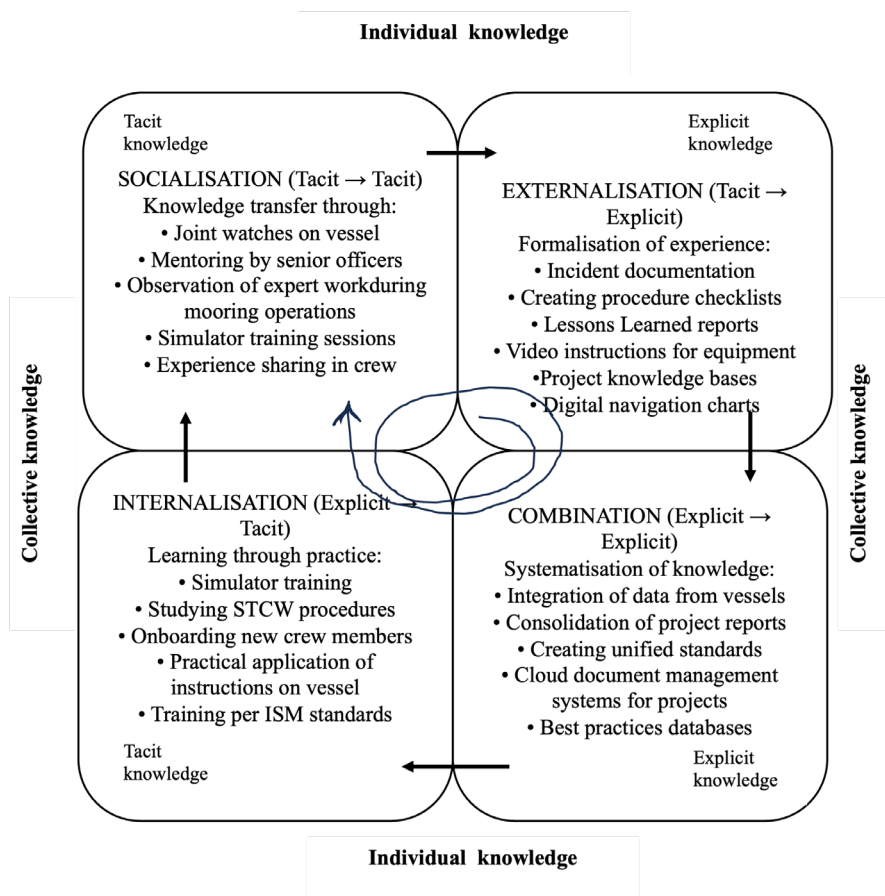 Individual knowledge
Tacit
knowledge
SOCIALISATION (Tacit → Tacit)
Knowledge transfer through:
• Joint watches on vessel
• Mentoring by senior officers
• Observation of expert workduring
mooring operations
• Simulator training sessions
• Experience sharing in crew
Explicit
knowledge
EXTERNALISATION (Tacit →
Explicit)
Formalisation of experience:
• Incident documentation
• Creating procedure checklists
• Lessons Learned reports
• Video instructions for equipment
•Project knowledge bases
• Digital navigation charts
Collective knowledge
Collective knowledge
INTERNALISATION (Explicit →
Tacit)
Learning through practice:
• Simulator training
• Studying STCW procedures
• Onboarding new crew members
• Practical application of
instructions on vessel
• Training per ISM standards
Tacit
knowledge
COMBINATION (Explicit →
Explicit)
Systematisation of knowledge:
• Integration of data from vessels
• Consolidation of project reports
• Creating unified standards
• Cloud document management
systems for projects
• Best practices databases
Explicit
knowledge
Individual knowledge